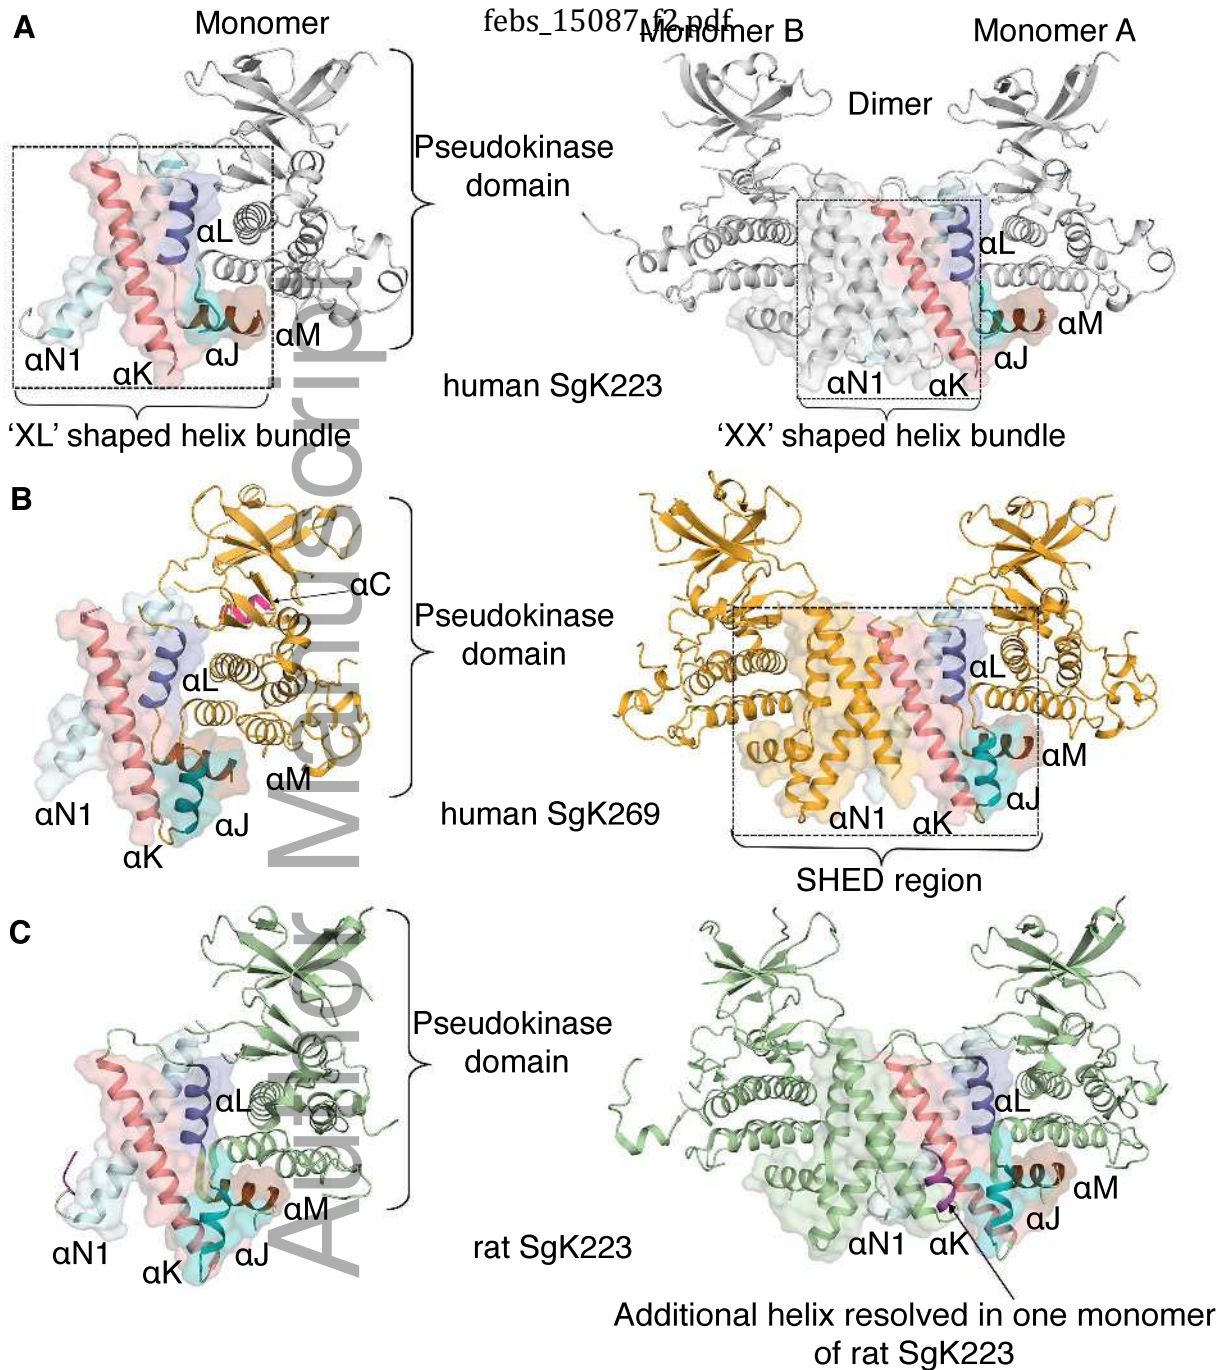 febs_15087_f2.pdf
A
Monomer
Monomer B
Monomer A
Dimer
Pseudokinase
domain
αL
αM
αN1
αK
αJ
αL
αM
αJ
αN1
αK
human SgK223
‘XL’ shaped helix bundle
‘XX’ shaped helix bundle
B
αC
Pseudokinase
domain
αL
αM
αN1
αJ
αK
αL
αM
αJ
αN1
αK
human SgK269
SHED region
C
Pseudokinase
domain
αL
αM
αN1
αJ
αK
αL
αM
αJ
αN1
αK
rat SgK223
Additional helix resolved in one monomer
of rat SgK223
Author Manuscript